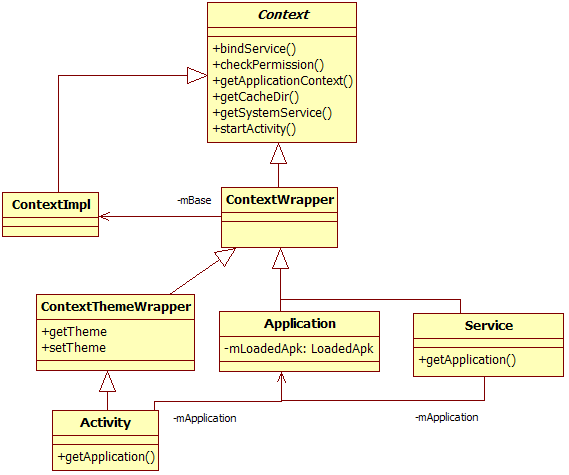 Context
+bindService()
+checkPermission()
+getApplicationContext()
+getCacheDir()
+getSystemService()
+startActivity()
ContextImpl
-mBase
ContextWrapper
ContextThemeWrapper
+getTheme
+setTheme
Application
-mLoadedApk: LoadedApk
Service
+getApplication()
Activity
+getApplication()
-mApplication
-mApplication